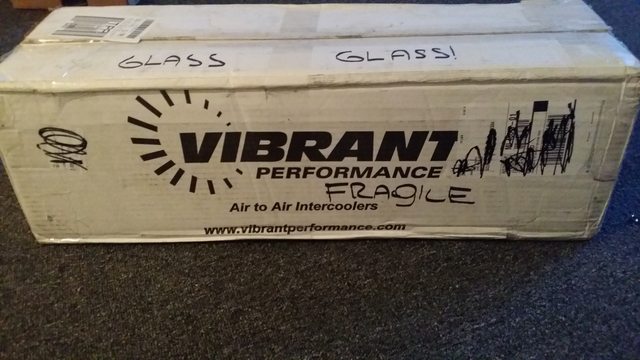 GLASS GLASS!
VIBRANT
PERFORMANCE
FRAGILE
Air to Air Intercoolers
www.vibrantperformance.com